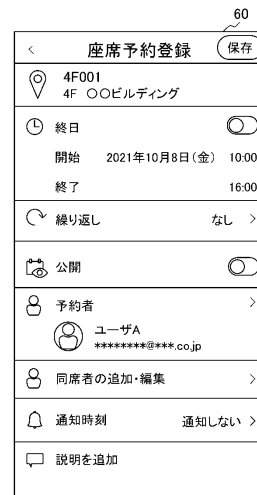 60
< 座席予約登録 保存
4F001
4F 〇〇ビルディング
終日
開始 2021年10月8日(金) 10:00
終了 16:00
繰り返し なし >
公開
予約者 >
ユーザA
********@***.co.jp
同席者の追加・編集 >
通知時刻 通知しない >
説明を追加